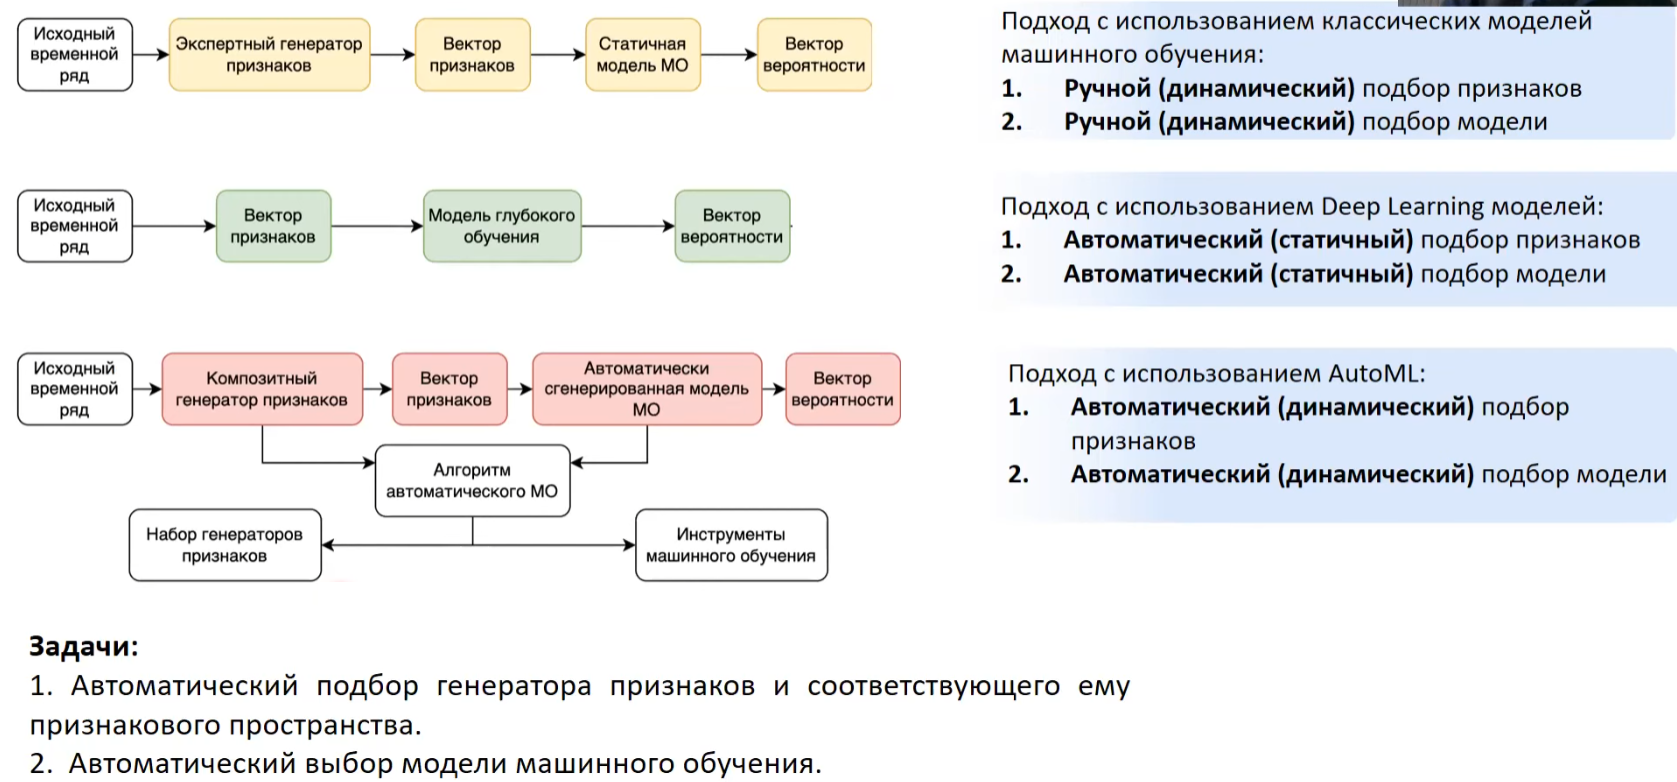 Исходный
временной
ряд
Экспертный генератор
признаков
Вектор
признаков
Статичная
модель МО
Вектор
вероятности
Подход с использованием классических моделей
машинного обучения:
1. Ручной (динамический) подбор признаков
2. Ручной (динамический) подбор модели
Исходный
временной
ряд
Вектор
признаков
Модель глубокого
обучения
Вектор
вероятности
Подход с использованием Deep Learning моделей:
1. Автоматический (статичный) подбор признаков
2. Автоматический (статичный) подбор модели
Исходный
временной
ряд
Композитный
генератор признаков
Вектор
признаков
Автоматически
сгенерированная модель
МО
Вектор
вероятности
Алгоритм
автоматического МО
Набор генераторов
признаков
Инструменты
машинного обучения
Подход с использованием AutoML:
1. Автоматический (динамический) подбор
признаков
2. Автоматический (динамический) подбор модели
Задачи:
1. Автоматический подбор генератора признаков и соответствующего ему
признакового пространства.
2. Автоматический выбор модели машинного обучения.